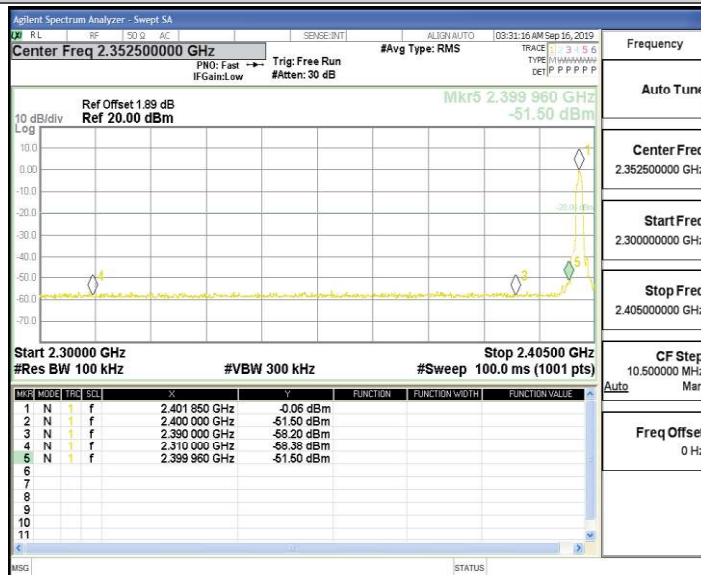 Agilent Spectrum Analyzer - Swept SA
RL RF 50 Ω AC SENSE:INT ALIGN AUTO 03:31:16 AM Sep 16, 2019
Center Freq 2.352500000 GHz #Avg Type: RMS TRACE 1 2 3 4 5 6 Frequency
PNO: Fast Trig: Free Run TYPE
IFGain:Low #Atten: 30 dB DET P P P P P P
Auto Tune
Mkr5 2.399 960 GHz
-51.50 dBm
Ref Offset 1.89 dB
10 dB/div Ref 20.00 dBm
Log
10.0
0.00
-10.0
-20.0
-30.0
-40.0
-50.0
-60.0
-70.0
1
3
4
5
Center Freq
2.352500000 GHz
Start Freq
2.300000000 GHz
Stop Freq
2.405000000 GHz
Start 2.30000 GHz Stop 2.40500 GHz
#Res BW 100 kHz #VBW 300 kHz #Sweep 100.0 ms (1001 pts)
CF Step
10.500000 MHz
Auto Man
MKR MODE TRC SCL X Y FUNCTION FUNCTION WIDTH FUNCTION VALUE
1 N 1 f 2.401 850 GHz -0.06 dBm
2 N 1 f 2.400 000 GHz -51.50 dBm
3 N 1 f 2.390 000 GHz -58.20 dBm
4 N 1 f 2.310 000 GHz -58.38 dBm
5 N 1 f 2.399 960 GHz -51.50 dBm
6
7
8
9
10
11
Freq Offset
0 Hz
MSG STATUS